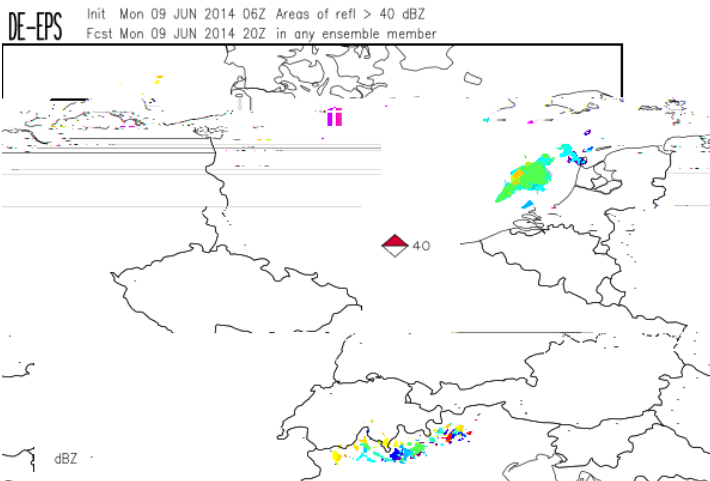 DE-EPS
Init Mon 09 JUN 2014 06Z Areas of refl > 40 dBZ
Fcst Mon 09 JUN 2014 20Z in any ensemble member
40
dBZ